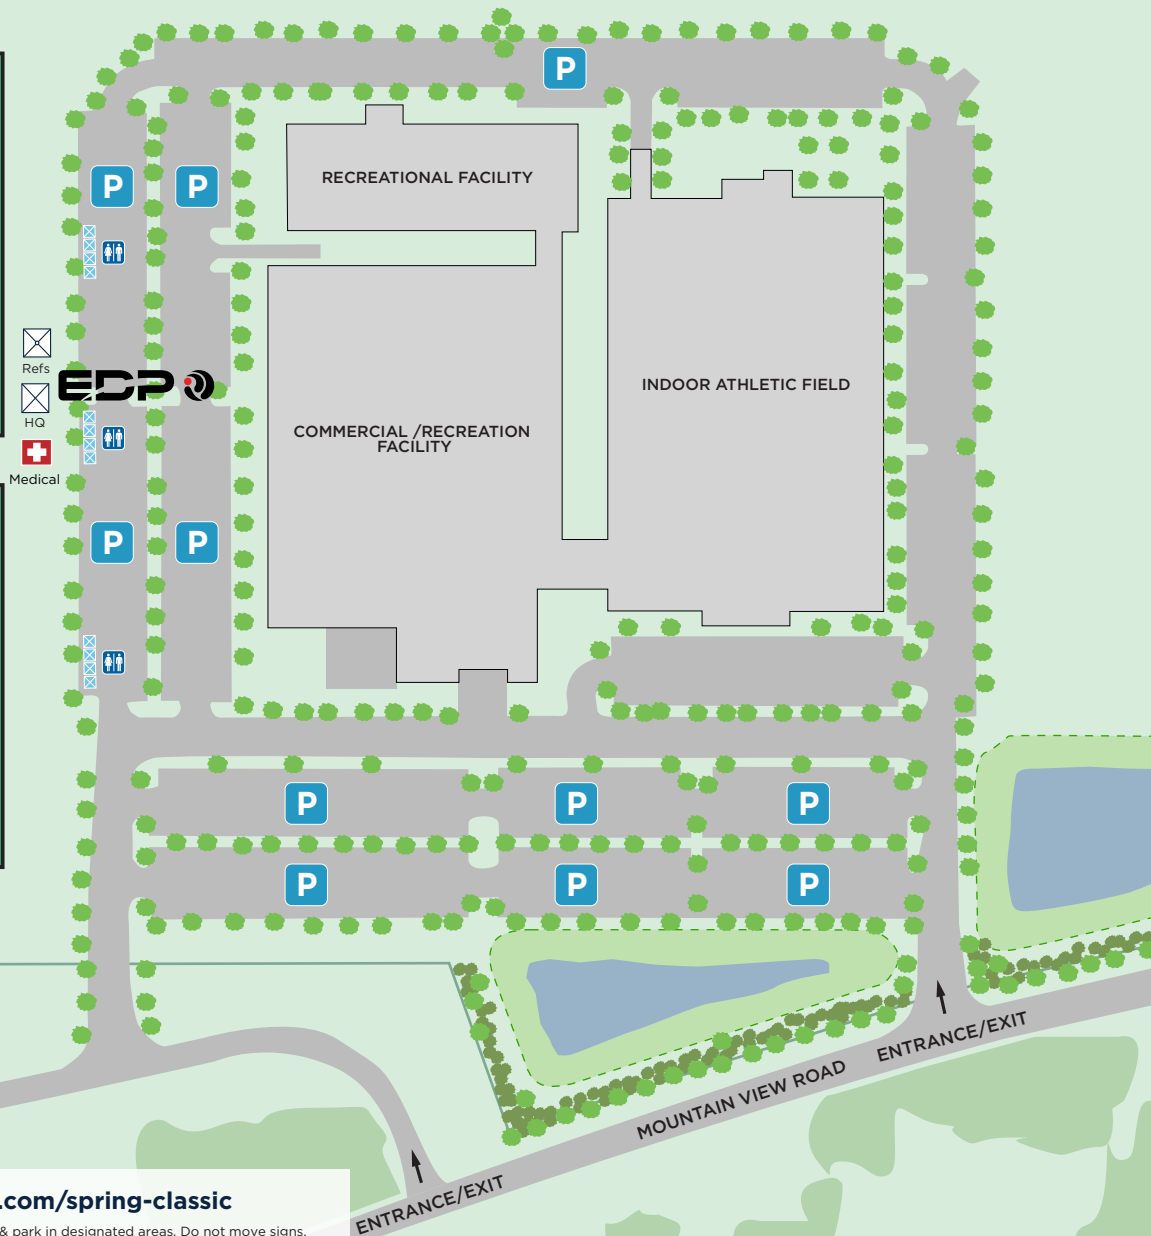 P
RECREATIONAL FACILITY
P
P
Refs
EDP
INDOOR ATHLETIC FIELD
HQ
COMMERCIAL /RECREATION
FACILITY
Medical
P
P
P
P
P
P
P
P
ENTRANCE/EXIT
MOUNTAIN VIEW ROAD
ENTRANCE/EXIT
.com/spring-classic
& park in designated areas. Do not move signs.